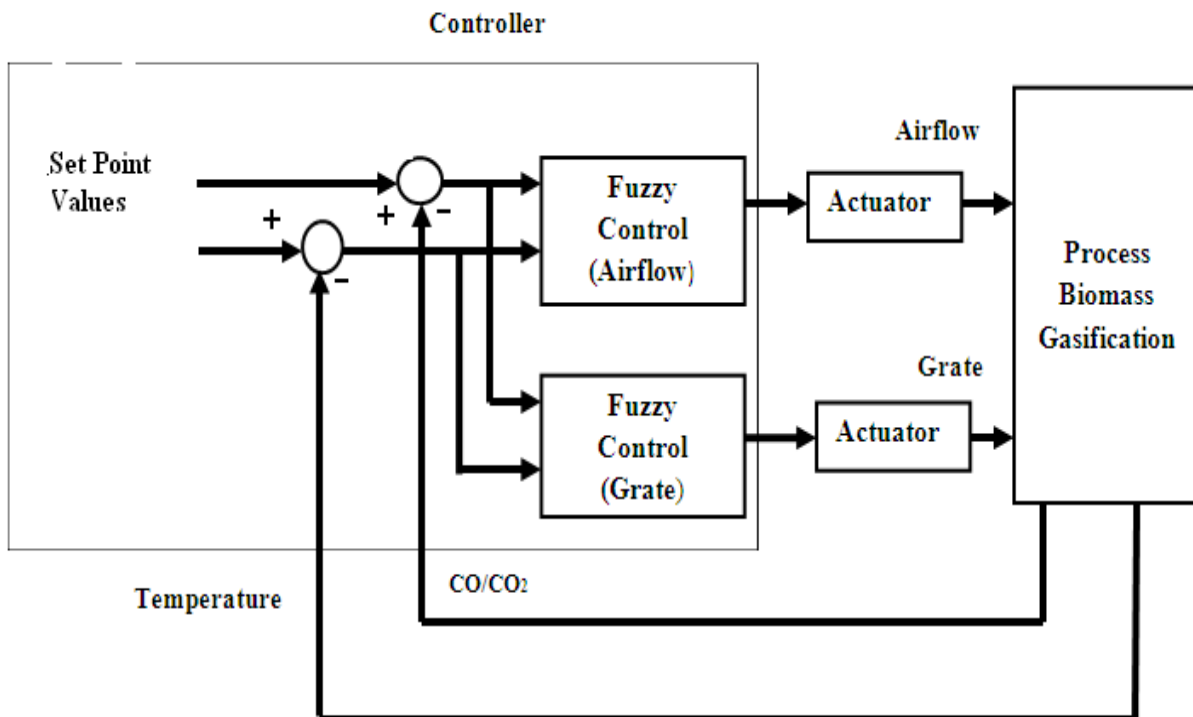 Controller
Set Point
Values
+
+
-
-
Fuzzy
Control
(Airflow)
Airflow
Actuator
Process
Biomass
Gasification
Fuzzy
Control
(Grate)
Grate
Actuator
Temperature
CO/CO₂